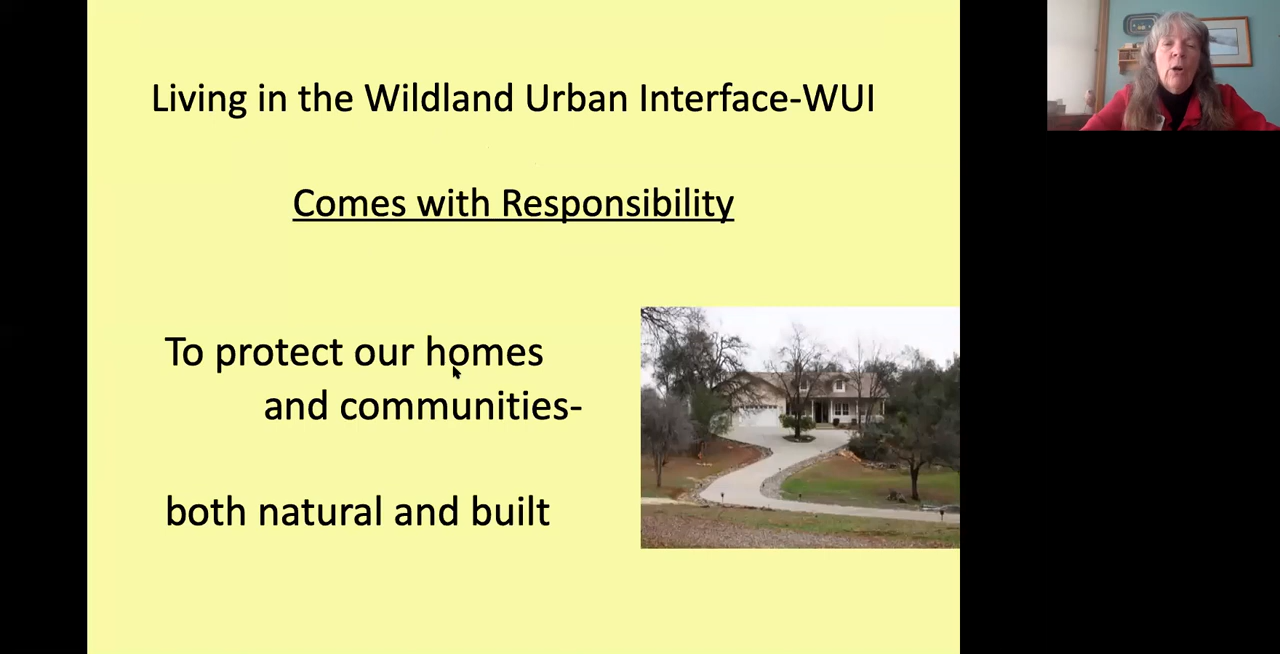 Living in the Wildland Urban Interface-WUI
Comes with Responsibility
To protect our homes
and communities-
both natural and built